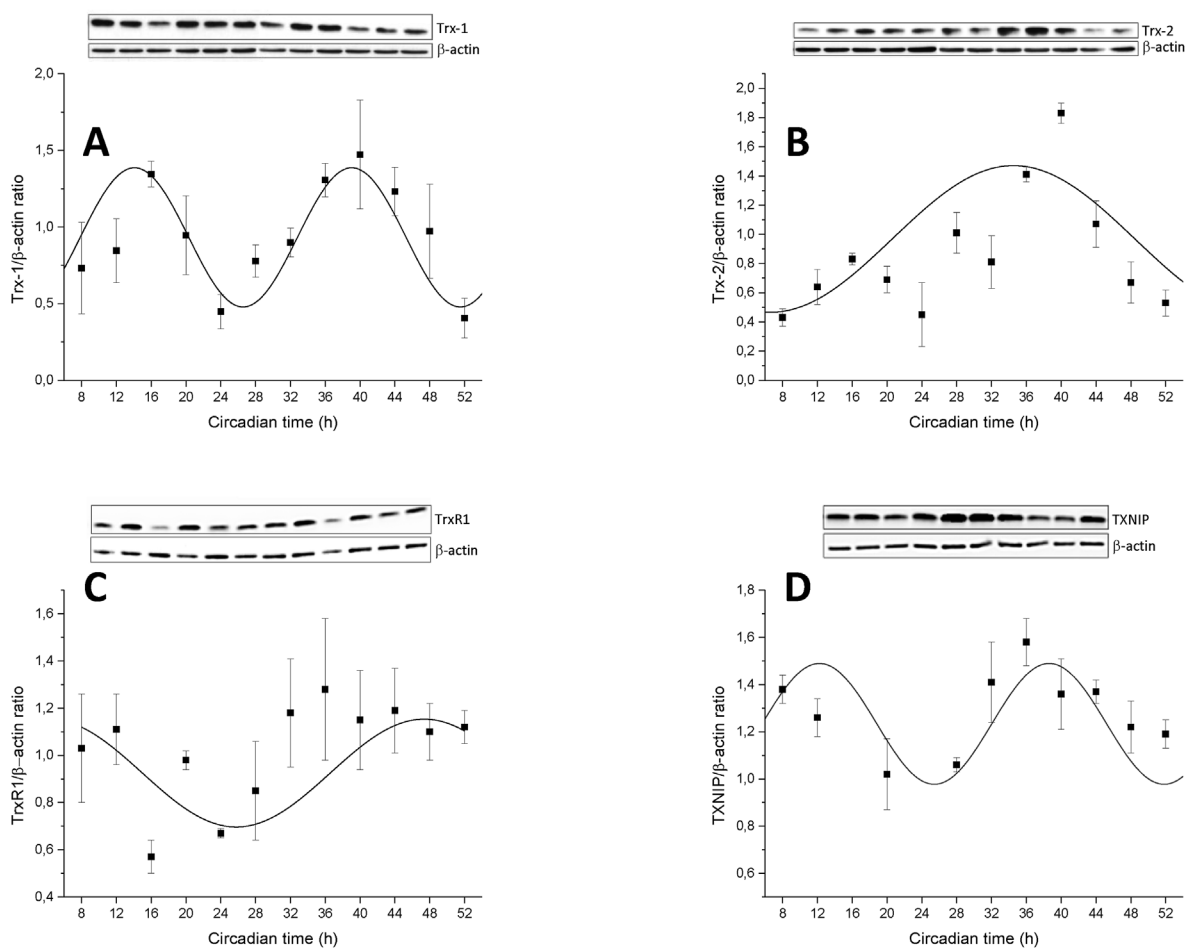 Trx-1
β-actin
A
2,0
1,5
1,0
0,5
0,0
Trx-1/β-actin ratio
8 12 16 20 24 28 32 36 40 44 48 52
Circadian time (h)
Trx-2
β-actin
B
2,0
1,8
1,6
1,4
1,2
1,0
0,8
0,6
0,4
0,2
0,0
Trx-2/β-actin ratio
8 12 16 20 24 28 32 36 40 44 48 52
Circadian time (h)
TrxR1
β-actin
C
1,6
1,4
1,2
1,0
0,8
0,6
0,4
TrxR1/β–actin ratio
8 12 16 20 24 28 32 36 40 44 48 52
Circadian time (h)
TXNIP
β-actin
D
1,8
1,6
1,4
1,2
1,0
0,8
0,6
TXNIP/β-actin ratio
8 12 16 20 24 28 32 36 40 44 48 52
Circadian time (h)